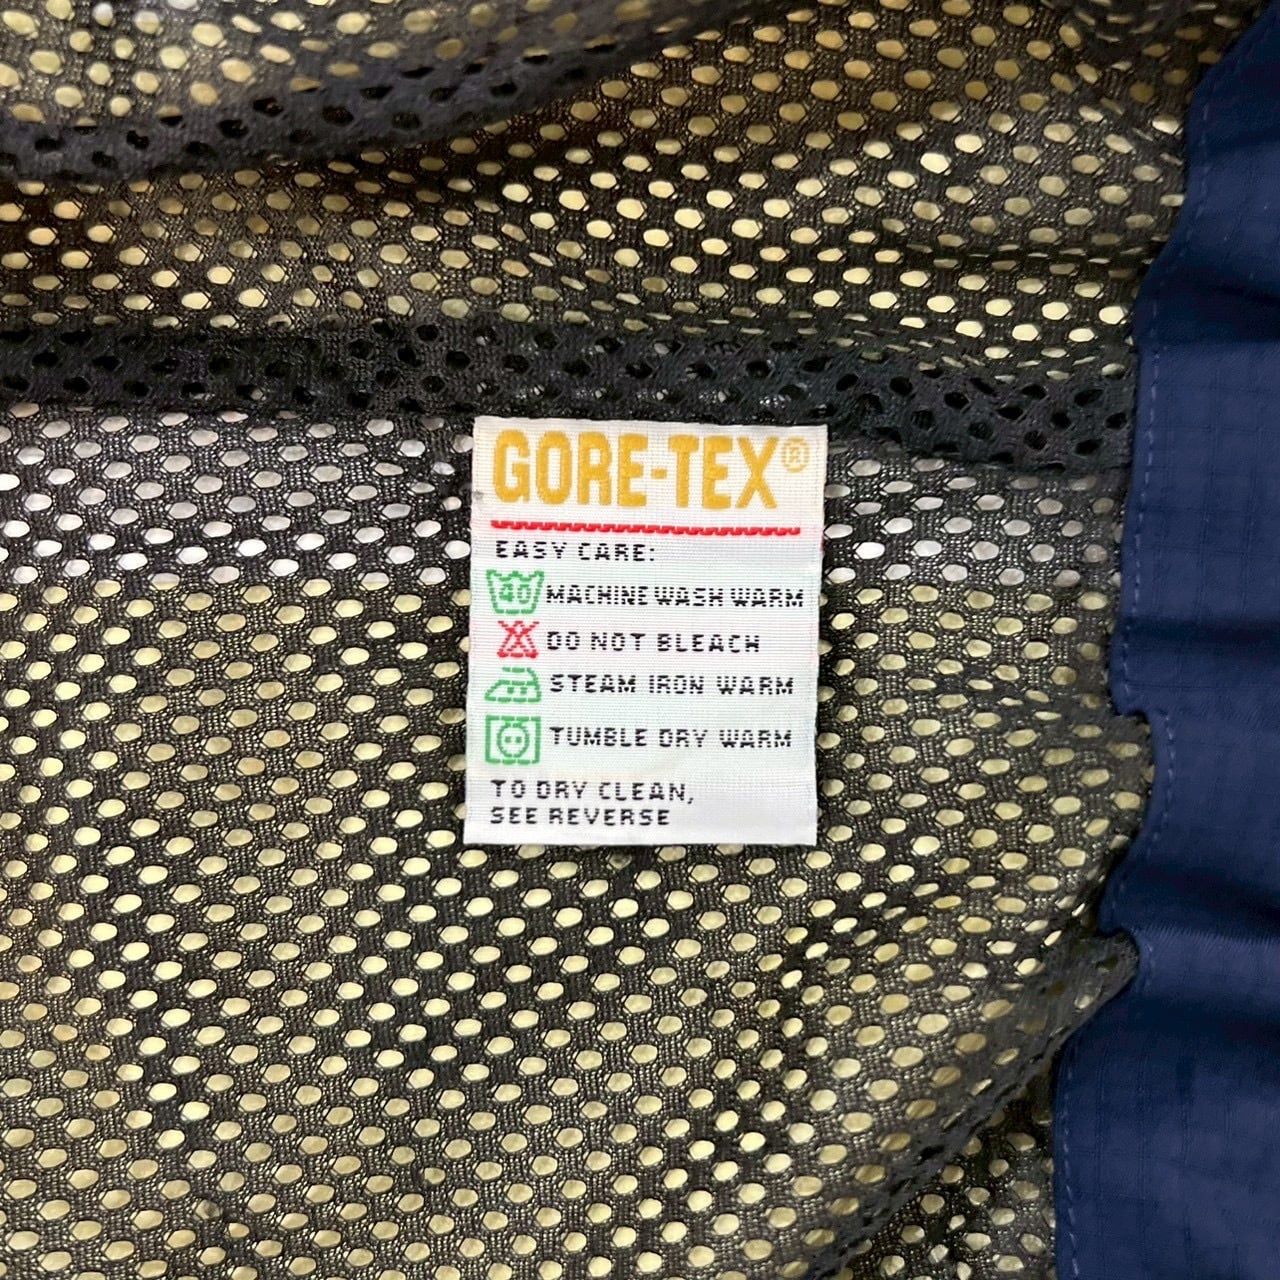 GORE-TEX®
EASY CARE:
40 MACHINE WASH WARM
DO NOT BLEACH
STEAM IRON WARM
TUMBLE DRY WARM
TO DRY CLEAN,
SEE REVERSE